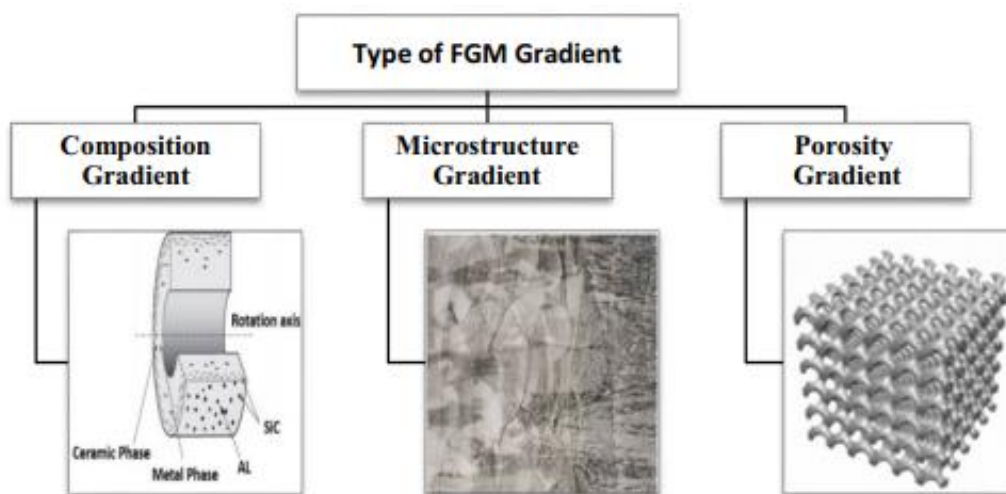 Type of FGM Gradient
Composition
Gradient
Microstructure
Gradient
Porosity
Gradient
Rotation axis
SiC
Ceramic Phase
Metal Phase
AL